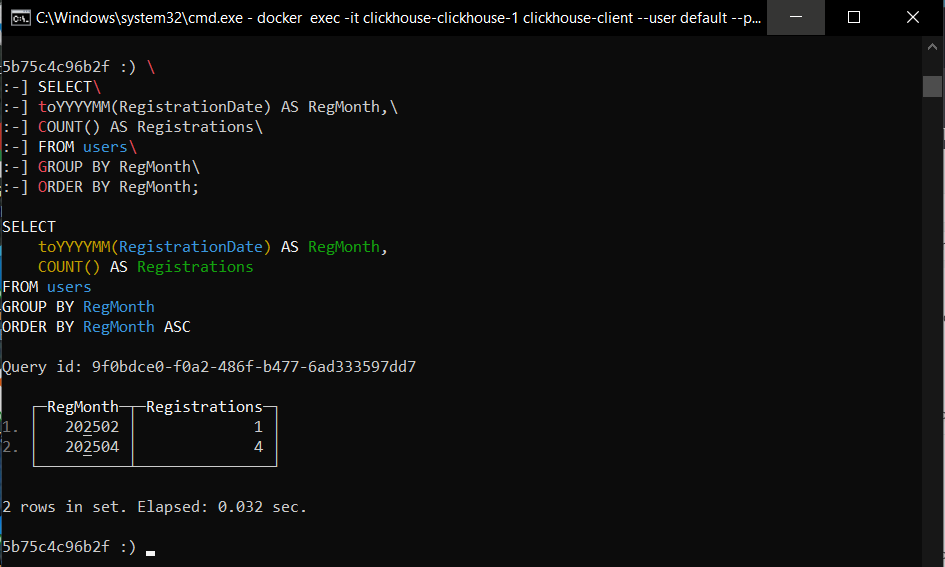 C:\Windows\system32\cmd.exe - docker  exec -it clickhouse-clickhouse-1 clickhouse-client --user default --p...
5b75c4c96b2f :) \
:-] SELECT\
:-] toYYYYMM(RegistrationDate) AS RegMonth,\
:-] COUNT() AS Registrations\
:-] FROM users\
:-] GROUP BY RegMonth\
:-] ORDER BY RegMonth;
SELECT
    toYYYYMM(RegistrationDate) AS RegMonth,
    COUNT() AS Registrations
FROM users
GROUP BY RegMonth
ORDER BY RegMonth ASC
Query id: 9f0bdce0-f0a2-486f-b477-6ad333597dd7
RegMonth Registrations
1. 202502 1
2. 202504 4
2 rows in set. Elapsed: 0.032 sec.
5b75c4c96b2f :)